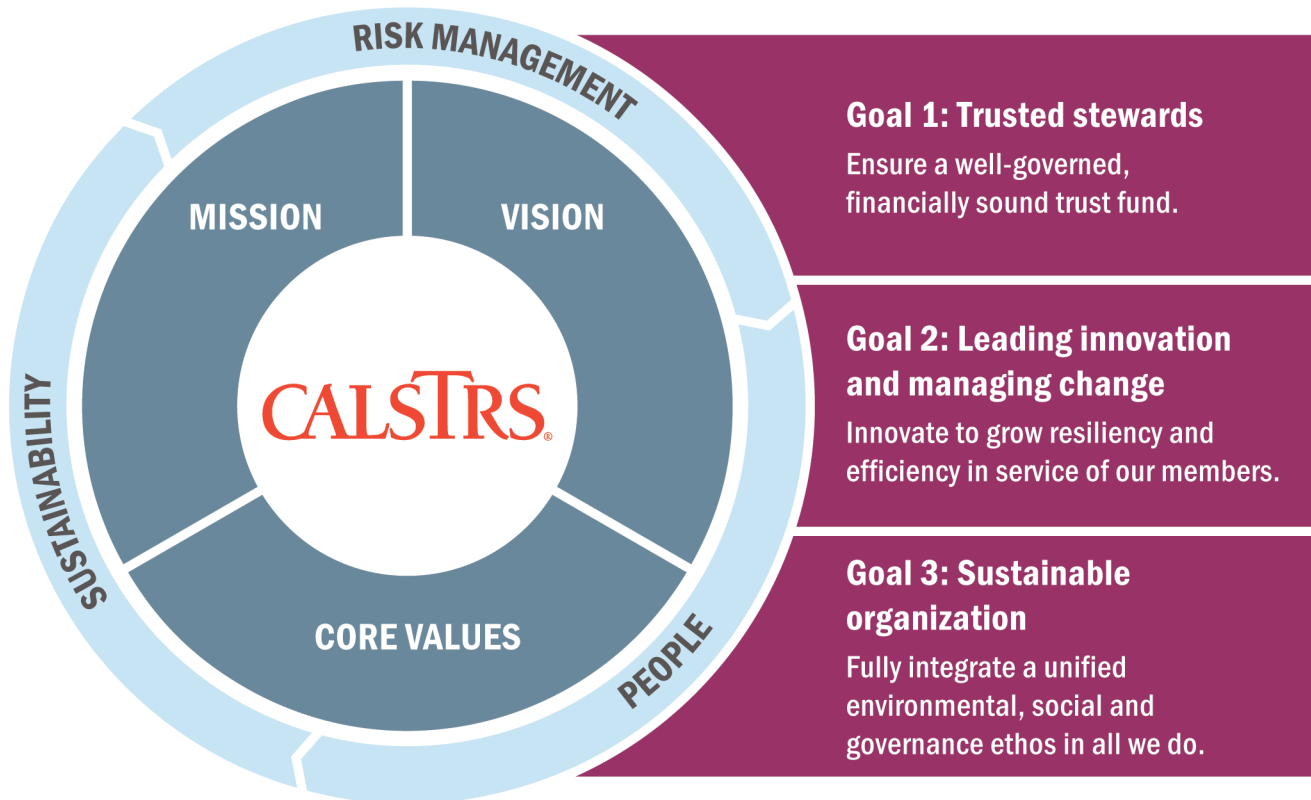 RISK MANAGEMENT
MISSION
VISION
CALSTRS®
SUSTAINABILITY
CORE VALUES
PEOPLE
Goal 1: Trusted stewards
Ensure a well-governed,
financially sound trust fund.
Goal 2: Leading innovation
and managing change
Innovate to grow resiliency and
efficiency in service of our members.
Goal 3: Sustainable
organization
Fully integrate a unified
environmental, social and
governance ethos in all we do.